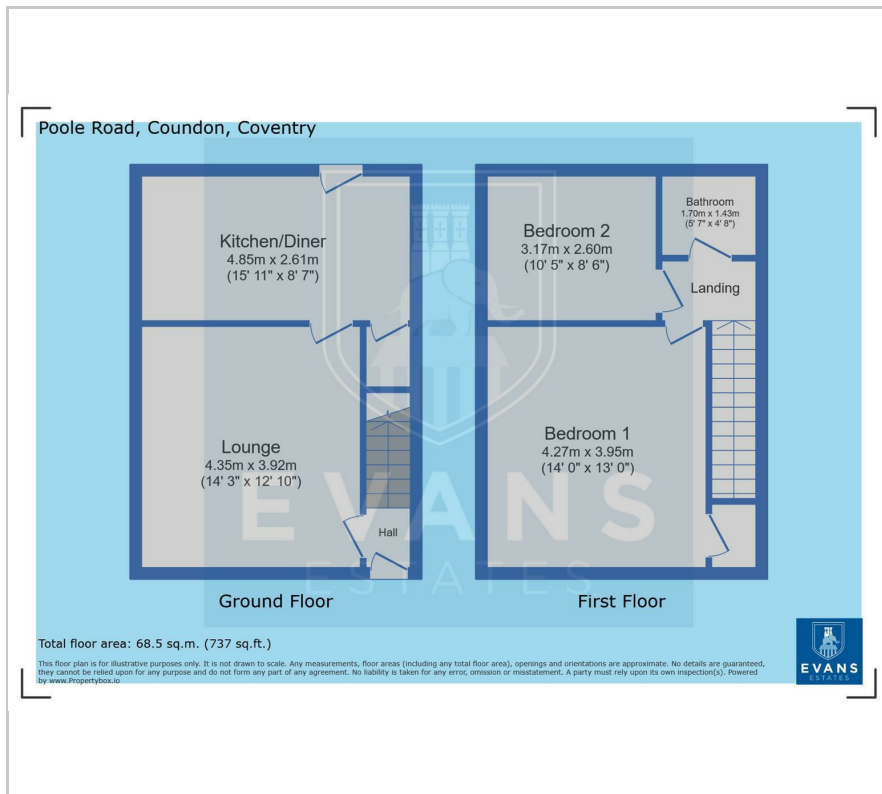 Poole Road, Coundon, Coventry
Kitchen/Diner
4.85m x 2.61m
(15' 11" x 8' 7")
Lounge
4.35m x 3.92m
(14' 3" x 12' 10")
Hall
Ground Floor
Bedroom 2
3.17m x 2.60m
(10' 5" x 8' 6")
Bathroom
1.70m x 1.43m
(5' 7" x 4' 8")
Landing
Bedroom 1
4.27m x 3.95m
(14' 0" x 13' 0")
First Floor
EVANS
ESTATES
Total floor area: 68.5 sq.m. (737 sq.ft.)
This floor plan is for illustrative purposes only. It is not drawn to scale. Any measurements, floor areas (including any total floor area), openings and orientations are approximate. No details are guaranteed,
they cannot be relied upon for any purpose and do not form any part of any agreement. No liability is taken for any error, omission or misstatement. A party must rely upon its own inspection(s). Powered
by www.Propertybox.io
EVANS
ESTATES